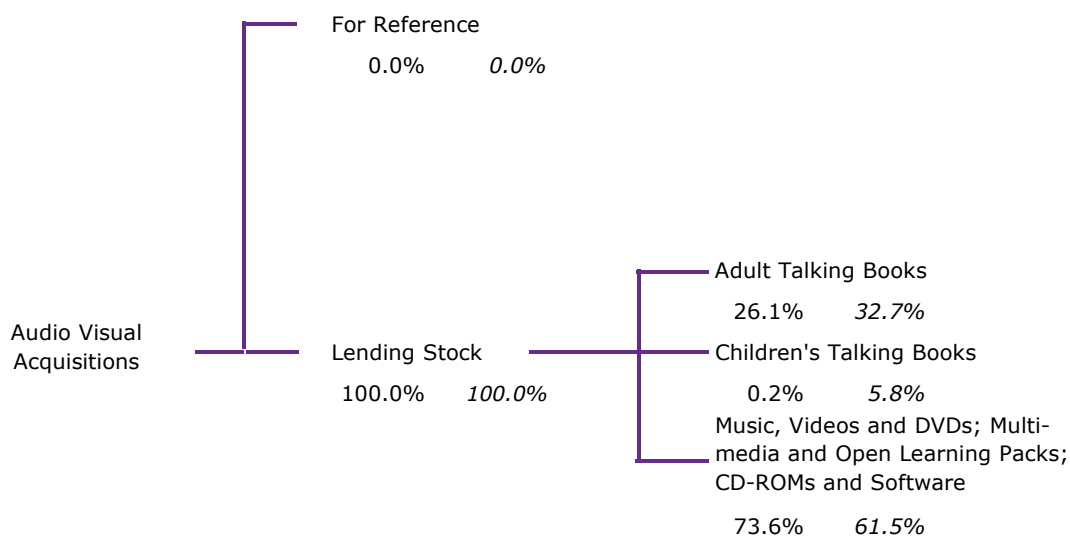 For Reference
0.0% 0.0%
Audio Visual
Acquisitions
Lending Stock
100.0% 100.0%
Adult Talking Books
26.1% 32.7%
Children's Talking Books
0.2% 5.8%
Music, Videos and DVDs; Multi-
media and Open Learning Packs;
CD-ROMs and Software
73.6% 61.5%